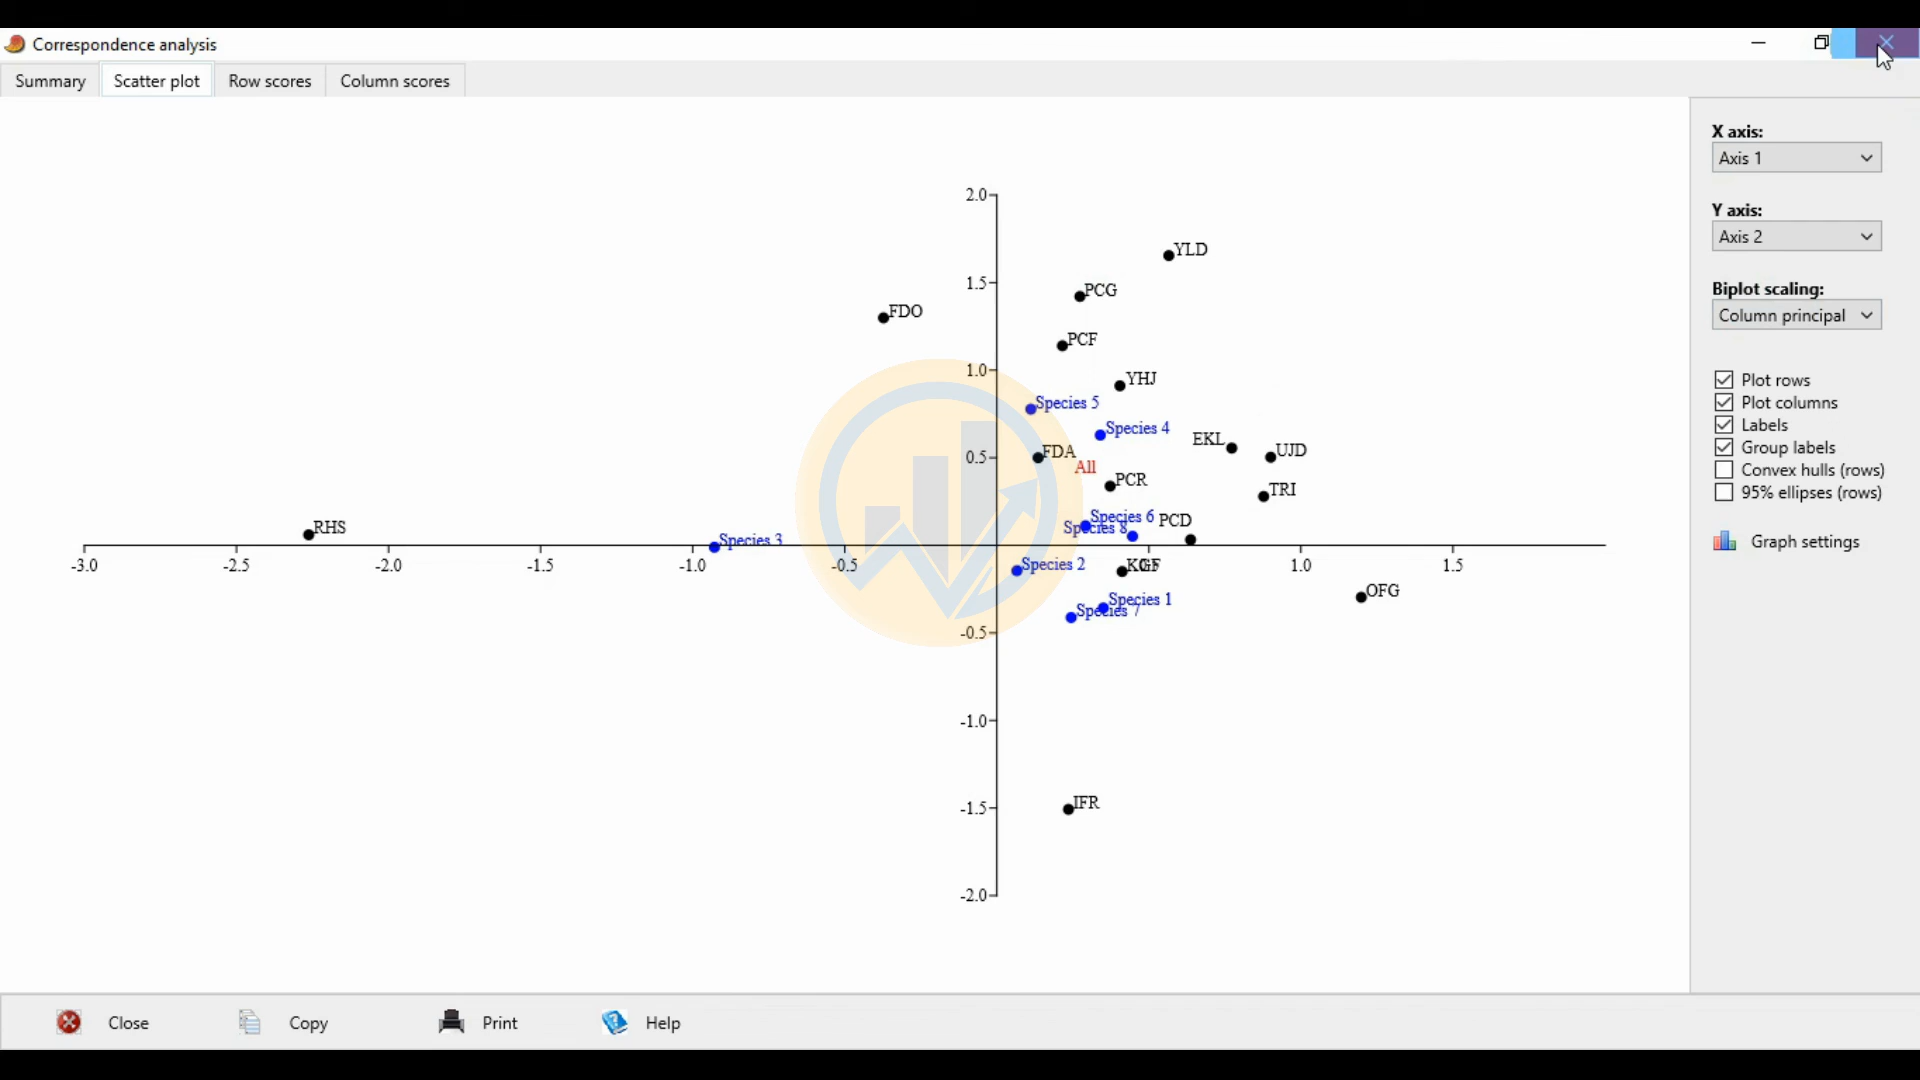 Correspondence analysis
Summary Scatter plot Row scores Column scores
X axis:
Axis 1
Y axis:
Axis 2
Biplot scaling:
Column principal
Plot rows
Plot columns
Labels
Group labels
Convex hulls (rows)
95% ellipses (rows)
Graph settings
2.0
YLD
1.5
PCG
FDO
PCF
1.0
YHJ
Species 5
Species 4
EKL
UJD
0.5
FDA
All
PCR
TRI
Species 6
PCD
Species 8
RHS
Species 3
-3.0 -2.5 -2.0 -1.5 -1.0 -0.5 1.0 1.5
Species 2
OFG
Species 1
Species 7
-0.5
-1.0
IFR
-1.5
-2.0
Close Copy Print Help